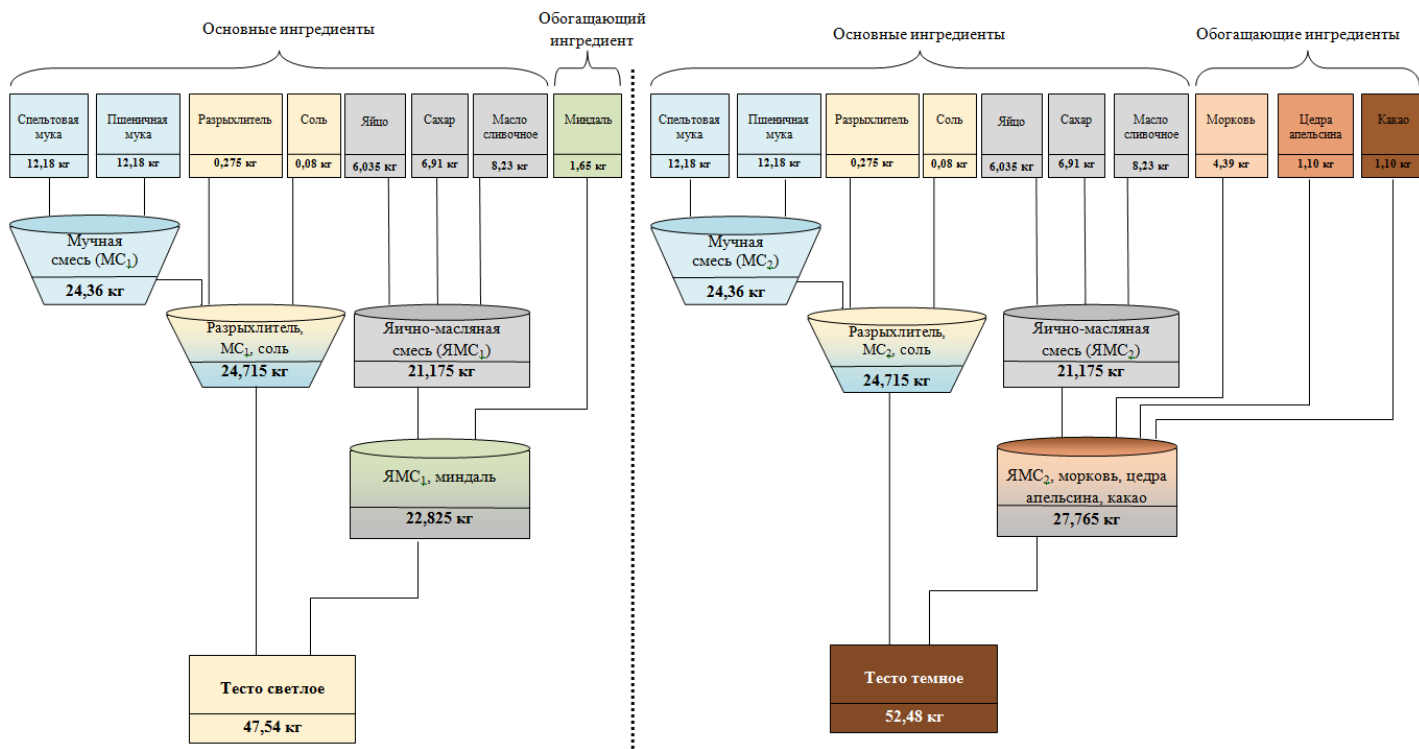 Основные ингредиенты
Обогащающий
ингредиент
Спельтовая
мука
12,18 кг
Пшеничная
мука
12,18 кг
Разрыхлитель
0,275 кг
Соль
0,08 кг
Яйцо
6,035 кг
Сахар
6,91 кг
Масло
сливочное
8,23 кг
Миндаль
1,65 кг
Мучная
смесь (МС₁)
24,36 кг
Разрыхлитель,
МС₁, соль
24,715 кг
Яично-масляная
смесь (ЯМС₁)
21,175 кг
ЯМС₁, миндаль
22,825 кг
Тесто светлое
47,54 кг
Основные ингредиенты
Обогащающие ингредиенты
Спельтовая
мука
12,18 кг
Пшеничная
мука
12,18 кг
Разрыхлитель
0,275 кг
Соль
0,08 кг
Яйцо
6,035 кг
Сахар
6,91 кг
Масло
сливочное
8,23 кг
Морковь
4,39 кг
Цедра
апельсина
1,10 кг
Какао
1,10 кг
Мучная
смесь (МС₂)
24,36 кг
Разрыхлитель,
МС₂, соль
24,715 кг
Яично-масляная
смесь (ЯМС₂)
21,175 кг
ЯМС₂, морковь, цедра
апельсина, какао
27,765 кг
Тесто темное
52,48 кг